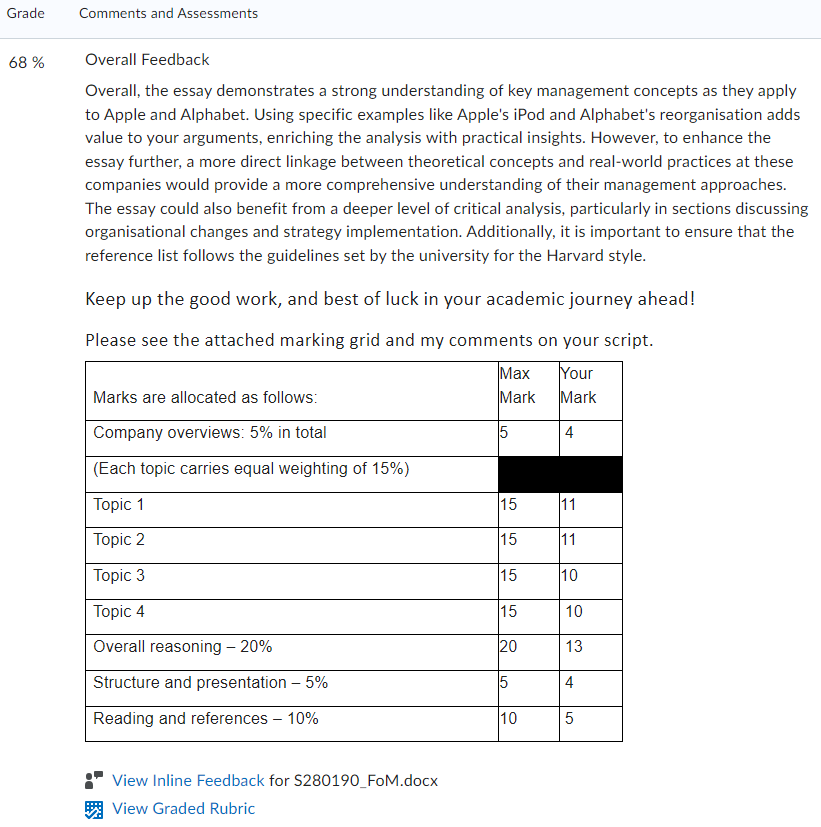 Grade Comments and Assessments
68 % Overall Feedback
Overall, the essay demonstrates a strong understanding of key management concepts as they apply
to Apple and Alphabet. Using specific examples like Apple's iPod and Alphabet's reorganisation adds
value to your arguments, enriching the analysis with practical insights. However, to enhance the
essay further, a more direct linkage between theoretical concepts and real-world practices at these
companies would provide a more comprehensive understanding of their management approaches.
The essay could also benefit from a deeper level of critical analysis, particularly in sections discussing
organisational changes and strategy implementation. Additionally, it is important to ensure that the
reference list follows the guidelines set by the university for the Harvard style.
Keep up the good work, and best of luck in your academic journey ahead!
Please see the attached marking grid and my comments on your script.
Max Your
Marks are allocated as follows: Mark Mark
Company overviews: 5% in total 5 4
(Each topic carries equal weighting of 15%)
Topic 1 15 11
Topic 2 15 11
Topic 3 15 10
Topic 4 15 10
Overall reasoning – 20% 20 13
Structure and presentation – 5% 5 4
Reading and references – 10% 10 5
View Inline Feedback for S280190_FoM.docx
View Graded Rubric